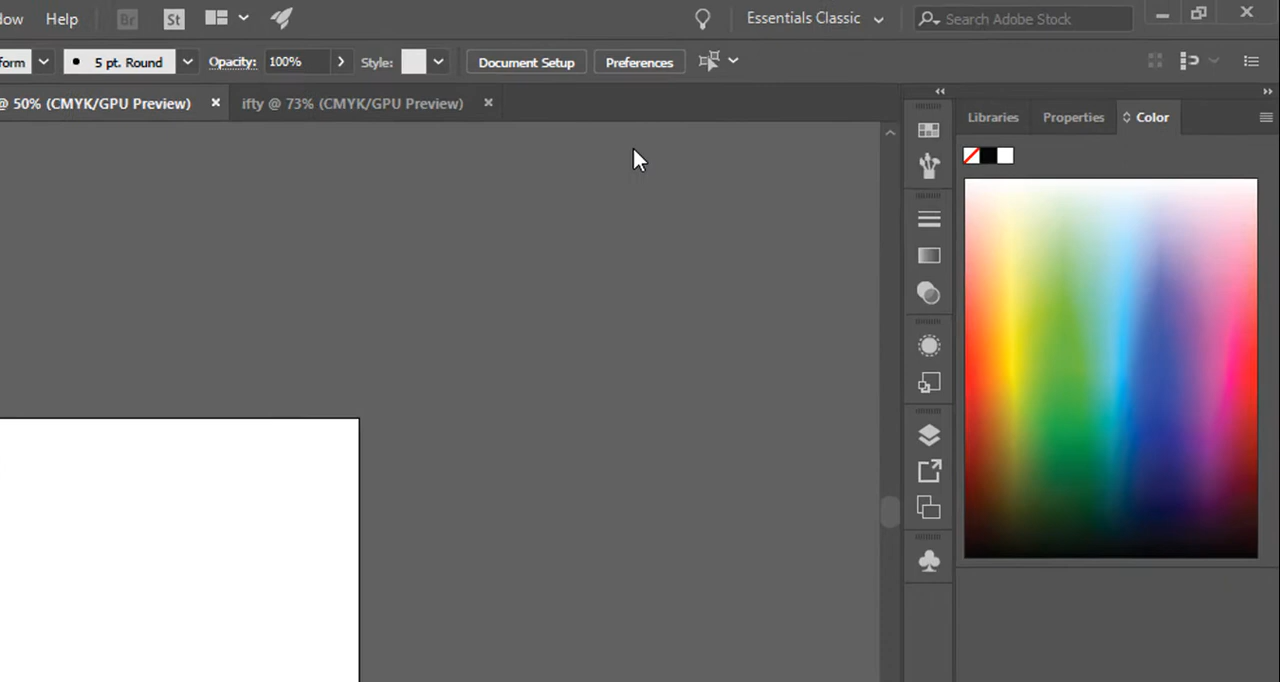 ow Help Br St Essentials Classic Search Adobe Stock
form 5 pt. Round Opacity: 100% Style: Document Setup Preferences
@ 50% (CMYK/GPU Preview) × ifty @ 73% (CMYK/GPU Preview) ×
Libraries Properties Color